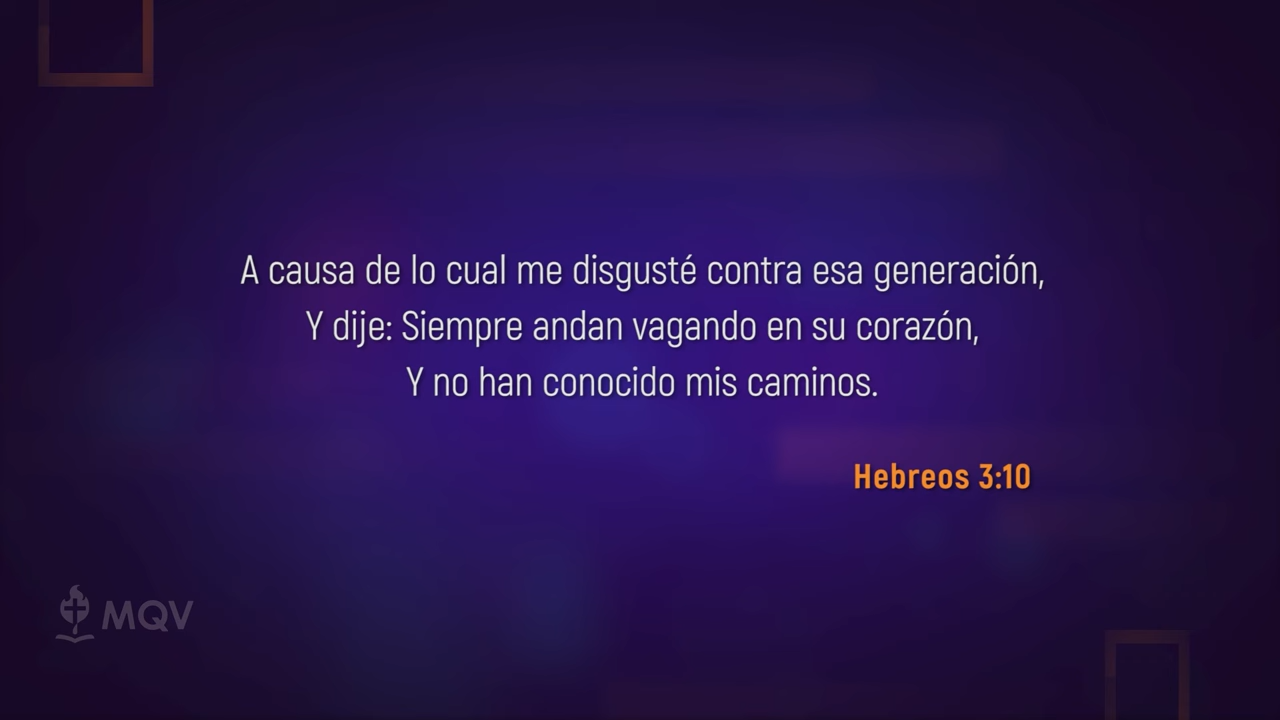 A causa de lo cual me disgusté contra esa generación,
Y dije: Siempre andan vagando en su corazón,
Y no han conocido mis caminos.
Hebreos 3:10
MQV